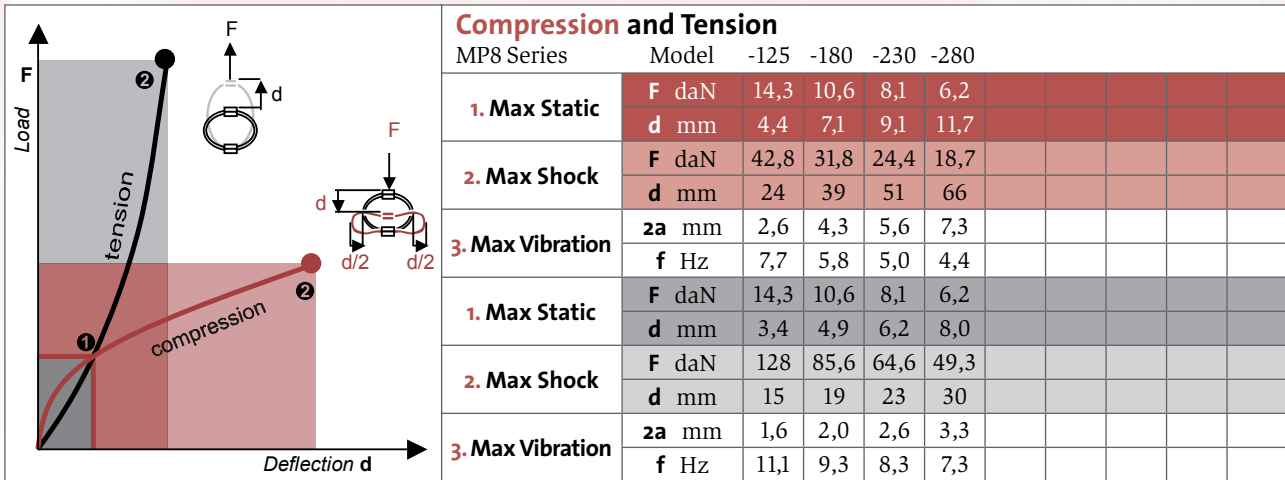 F
Load
tension
compression
❶
❷
❷
F
d
F
d
d/2 d/2
Deflection d
Compression and Tension
MP8 Series Model -125 -180 -230 -280
1. Max Static
F daN 14,3 10,6 8,1 6,2
d mm 4,4 7,1 9,1 11,7
2. Max Shock
F daN 42,8 31,8 24,4 18,7
d mm 24 39 51 66
3. Max Vibration
2a mm 2,6 4,3 5,6 7,3
f Hz 7,7 5,8 5,0 4,4
1. Max Static
F daN 14,3 10,6 8,1 6,2
d mm 3,4 4,9 6,2 8,0
2. Max Shock
F daN 128 85,6 64,6 49,3
d mm 15 19 23 30
3. Max Vibration
2a mm 1,6 2,0 2,6 3,3
f Hz 11,1 9,3 8,3 7,3